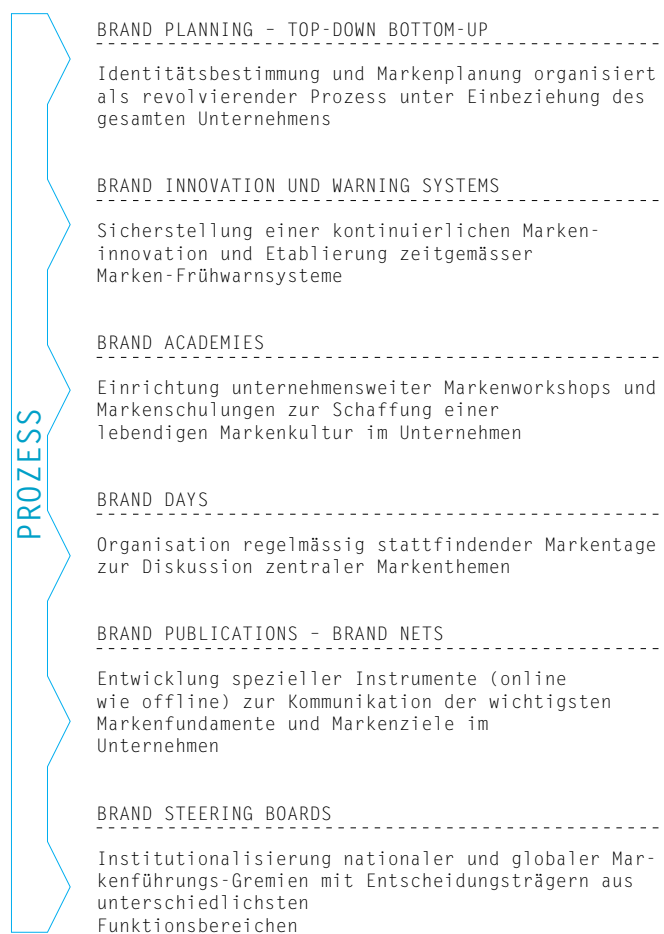 PROZESS
BRAND PLANNING – TOP-DOWN BOTTOM-UP
Identitätsbestimmung und Markenplanung organisiert
als revolvierender Prozess unter Einbeziehung des
gesamten Unternehmens
BRAND INNOVATION UND WARNING SYSTEMS
Sicherstellung einer kontinuierlichen Marken-
innovation und Etablierung zeitgemässer
Marken-Frühwarnsysteme
BRAND ACADEMIES
Einrichtung unternehmensweiter Markenworkshops und
Markenschulungen zur Schaffung einer
lebendigen Markenkultur im Unternehmen
BRAND DAYS
Organisation regelmässig stattfindender Markentage
zur Diskussion zentraler Markenthemen
BRAND PUBLICATIONS – BRAND NETS
Entwicklung spezieller Instrumente (online
wie offline) zur Kommunikation der wichtigsten
Markenfundamente und Markenziele im
Unternehmen
BRAND STEERING BOARDS
Institutionalisierung nationaler und globaler Mar-
kenführungs-Gremien mit Entscheidungsträgern aus
unterschiedlichsten
Funktionsbereichen